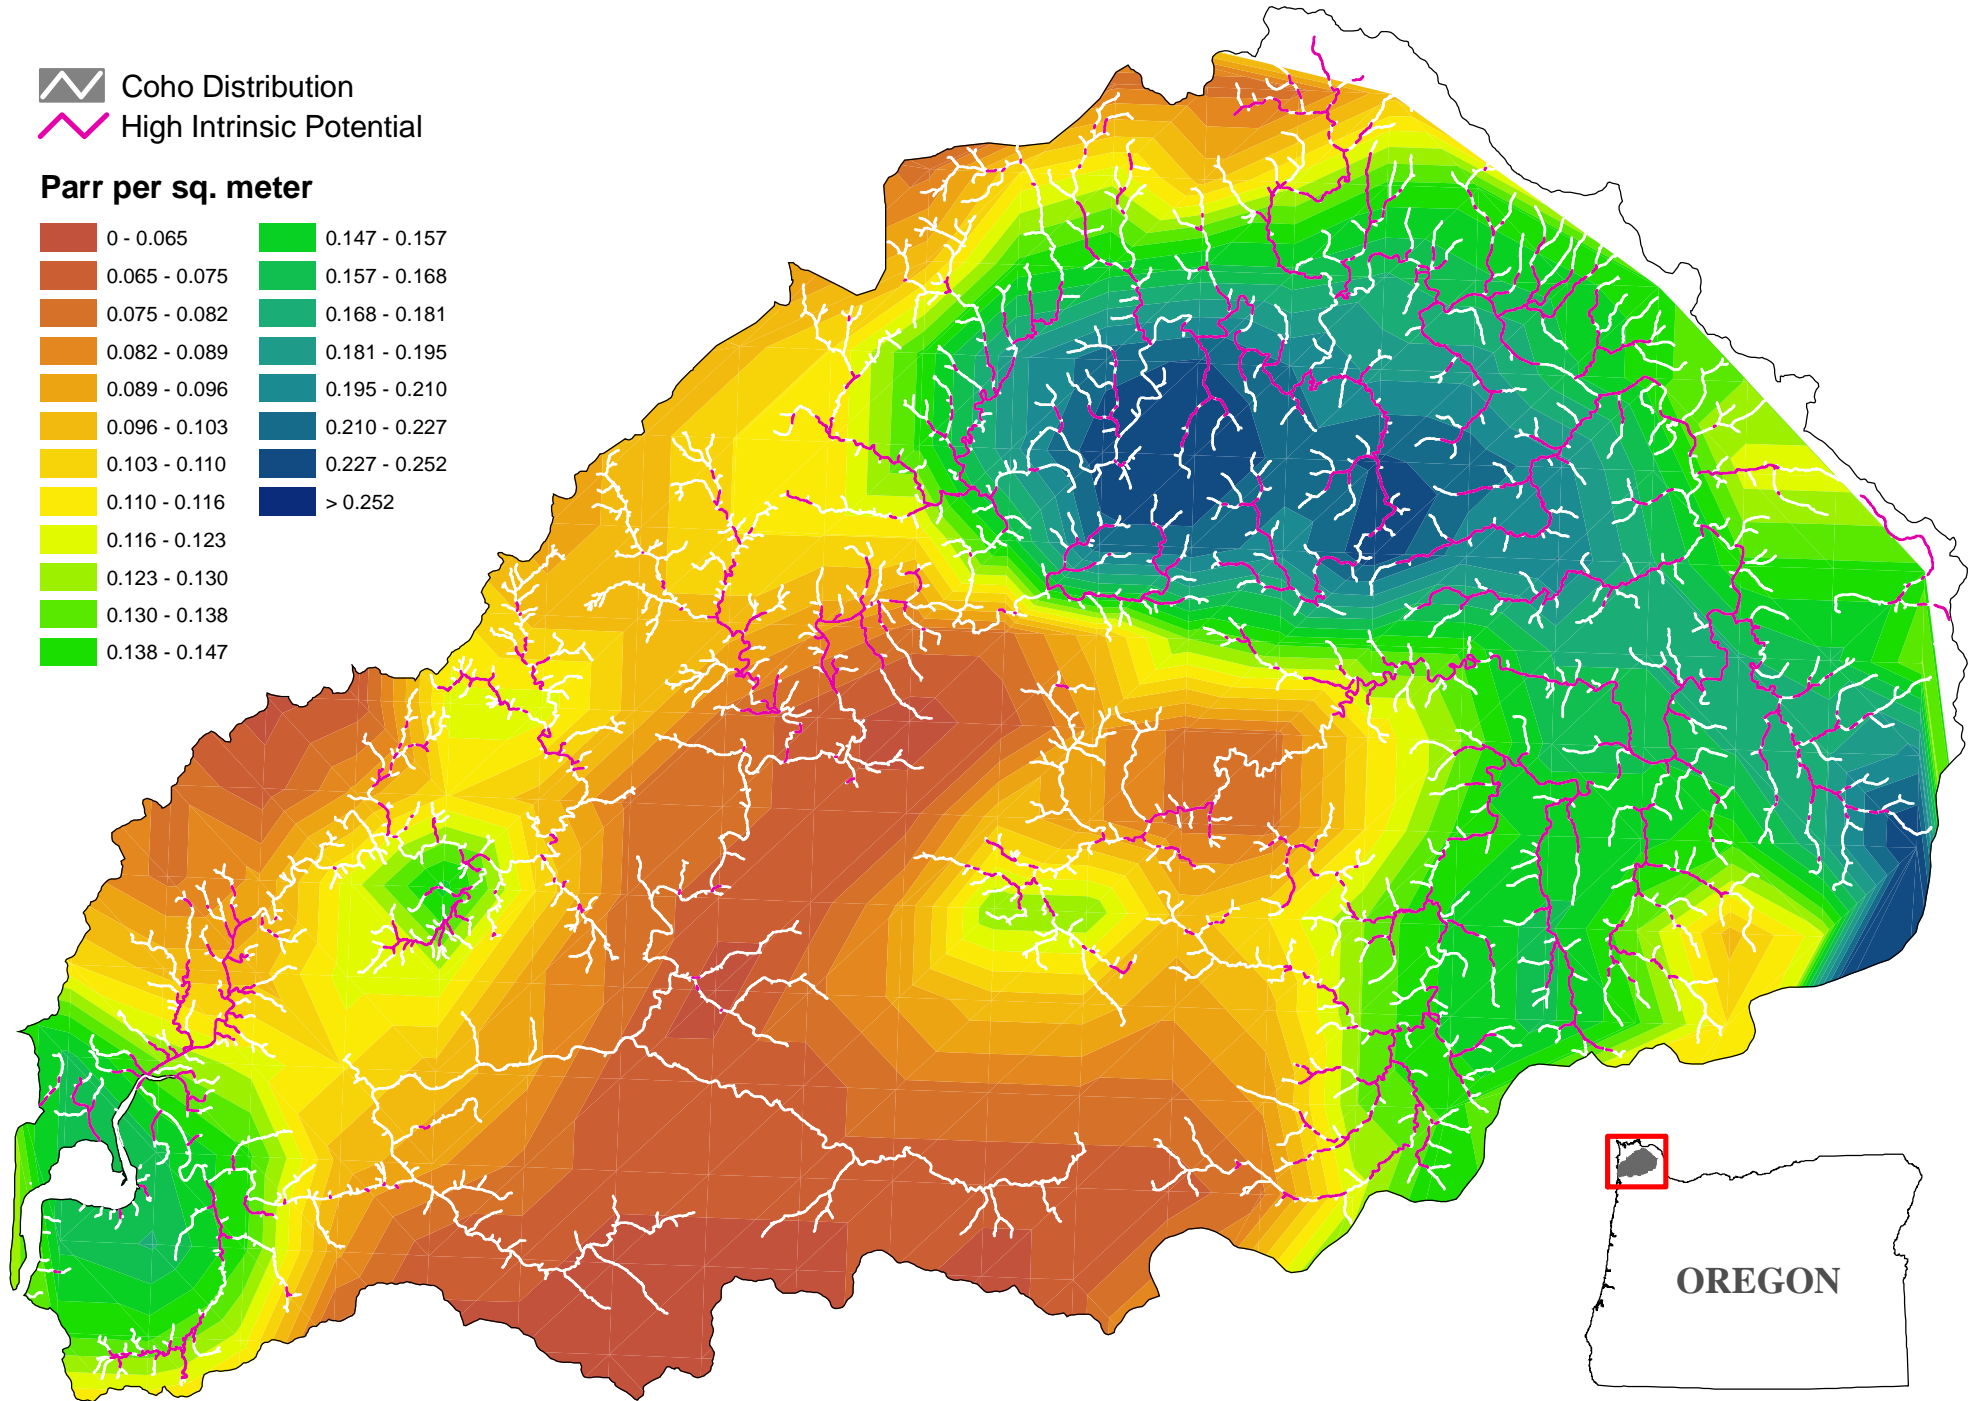 Coho Distribution
High Intrinsic Potential
Parr per sq. meter
0 - 0.065
0.065 - 0.075
0.075 - 0.082
0.082 - 0.089
0.089 - 0.096
0.096 - 0.103
0.103 - 0.110
0.110 - 0.116
0.116 - 0.123
0.123 - 0.130
0.130 - 0.138
0.138 - 0.147
0.147 - 0.157
0.157 - 0.168
0.168 - 0.181
0.181 - 0.195
0.195 - 0.210
0.210 - 0.227
0.227 - 0.252
> 0.252
OREGON